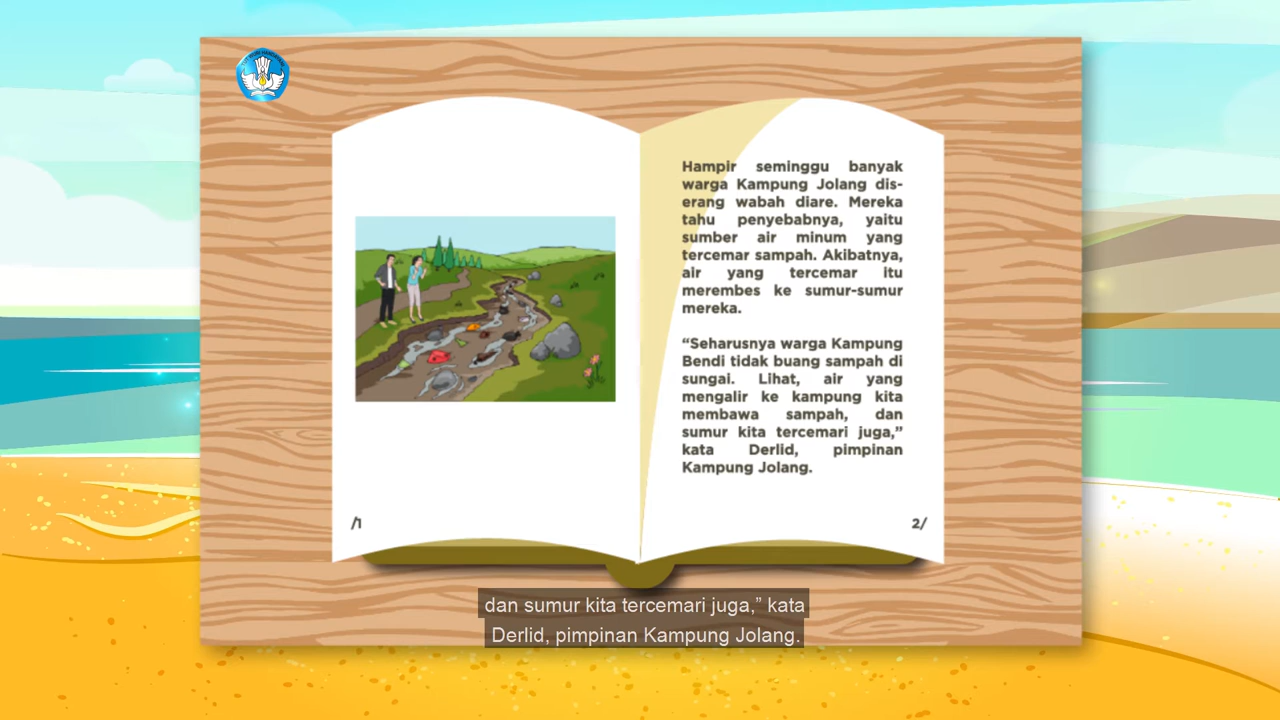 Hampir seminggu banyak
warga Kampung Jolang dis-
erang wabah diare. Mereka
tahu penyebabnya, yaitu
sumber air minum yang
tercemar sampah. Akibatnya,
air yang tercemar itu
merembes ke sumur-sumur
mereka.
“Seharusnya warga Kampung
Bendi tidak buang sampah di
sungai. Lihat, air yang
mengalir ke kampung kita
membawa sampah, dan
sumur kita tercemari juga,”
kata Derlid, pimpinan
Kampung Jolang.
/1
2/
dan sumur kita tercemari juga,” kata
Derlid, pimpinan Kampung Jolang.